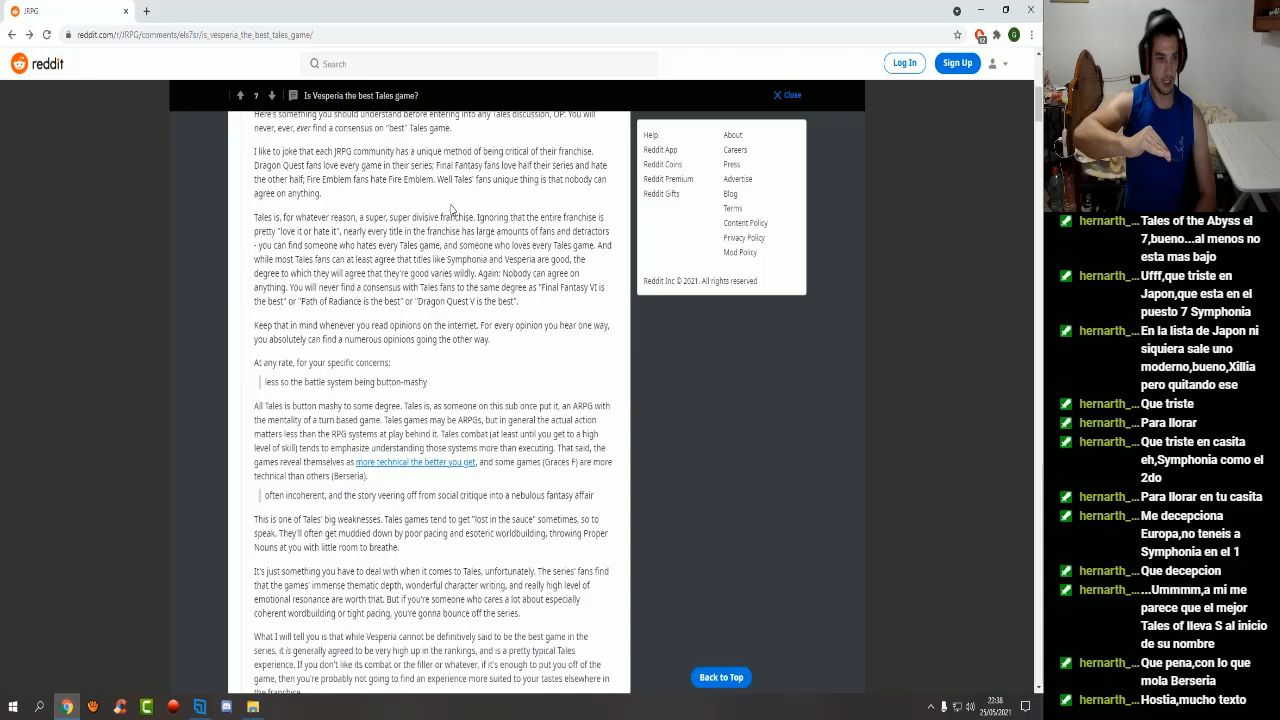 JRPG
reddit.com/r/JRPG/comments/els7sr/is_vesperia_the_best_tales_game/
reddit
Search
Log In
Sign Up
7
Is Vesperia the best Tales game?
Close
Here's something you should understand before entering into any Tales discussion, OP: You will
never, ever, ever find a consensus on "best" Tales game.
I like to joke that each JRPG community has a unique method of being critical of their franchise.
Dragon Quest fans love every game in their series; Final Fantasy fans love half their series and hate
the other half; Fire Emblem fans hate Fire Emblem. Well Tales' fans unique thing is that nobody can
agree on anything.
Tales is, for whatever reason, a super, super divisive franchise. Ignoring that the entire franchise is
pretty "love it or hate it", nearly every title in the franchise has large amounts of fans and detractors
- you can find someone who hates every Tales game, and someone who loves every Tales game. And
while most Tales fans can at least agree that titles like Symphonia and Vesperia are good, the
degree to which they will agree that they're good varies wildly. Again: Nobody can agree on
anything. You will never find a consensus with Tales fans to the same degree as "Final Fantasy VI is
the best" or "Path of Radiance is the best" or "Dragon Quest V is the best".
Keep that in mind whenever you read opinions on the internet. For every opinion you hear one way,
you absolutely can find a numerous opinions going the other way.
At any rate, for your specific concerns:
less so the battle system being button-mashy
All Tales is button mashy to some degree. Tales is, as someone on this sub once put it, an ARPG with
the mentality of a turn based game. Tales games may be ARPGs, but in general the actual action
matters less than the RPG systems at play behind it. Tales combat (at least until you get to a high
level of skill) tends to emphasize understanding those systems more than executing. That said, the
games reveal themselves as more technical the better you get, and some games (Graces F) are more
technical than others (Berseria).
often incoherent, and the story veering off from social critique into a nebulous fantasy affair
This is one of Tales' big weaknesses. Tales games tend to get "lost in the sauce" sometimes, so to
speak. They'll often get muddied down by poor pacing and esoteric worldbuilding, throwing Proper
Nouns at you with little room to breathe.
It's just something you have to deal with when it comes to Tales, unfortunately. The series' fans find
that the games' immense thematic depth, wonderful character writing, and really high level of
emotional resonance are worth that. But if you're someone who cares a lot about especially
coherent wordbuilding or tight pacing, you're gonna bounce off the series.
What I will tell you is that while Vesperia cannot be definitively said to be the best game in the
series, it is generally agreed to be very high up in the rankings, and is a pretty typical Tales
experience. If you don't like its combat or the filler or whatever, if it's enough to put you off of the
game, then you're probably not going to find an experience more suited to your tastes elsewhere in
the franchise.
Help
About
Reddit App
Careers
Reddit Coins
Press
Reddit Premium
Advertise
Reddit Gifts
Blog
Terms
Content Policy
Privacy Policy
Mod Policy
Reddit Inc © 2021. All rights reserved
Back to Top
hernarth_... Tales of the Abyss el
7,bueno...al menos no
esta mas bajo
hernarth_... Ufff,que triste en
Japon,que esta en el
puesto 7 Symphonia
hernarth_... En la lista de Japon ni
siquiera sale uno
moderno,bueno,Xillia
pero quitando ese
hernarth_... Que triste
hernarth_... Para llorar
hernarth_... Que triste en casita
eh,Symphonia como el
2do
hernarth_... Para llorar en tu casita
hernarth_... Me decepciona
Europa,no teneis a
Symphonia en el 1
hernarth_... Que decepcion
hernarth_... ...Ummmm,a mi me
parece que el mejor
Tales of lleva S al inicio
de su nombre
hernarth_... Que pena,con lo que
mola Berseria
hernarth_... Hostia,mucho texto
22:38
25/05/2021